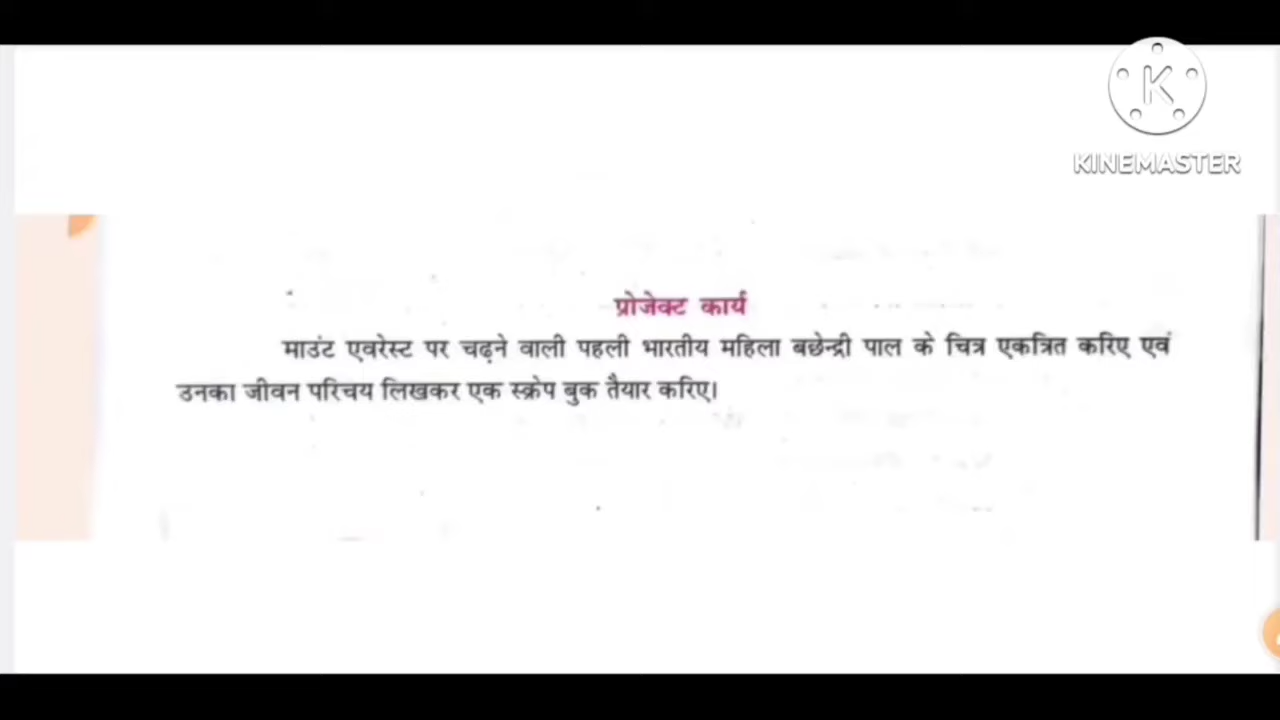 KINEMASTER
प्रोजेक्ट कार्य
माउंट एवरेस्ट पर चढ़ने वाली पहली भारतीय महिला बछेन्द्री पाल के चित्र एकत्रित करिए एवं
उनका जीवन परिचय लिखकर एक स्क्रेप बुक तैयार करिए।